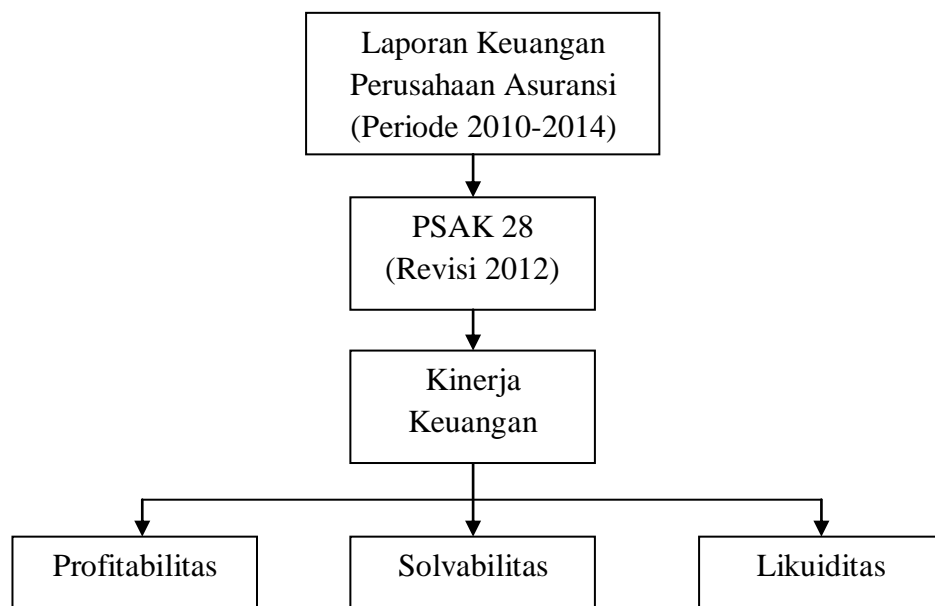 Laporan Keuangan
Perusahaan Asuransi
(Periode 2010-2014)
PSAK 28
(Revisi 2012)
Kinerja
Keuangan
Profitabilitas
Solvabilitas
Likuiditas